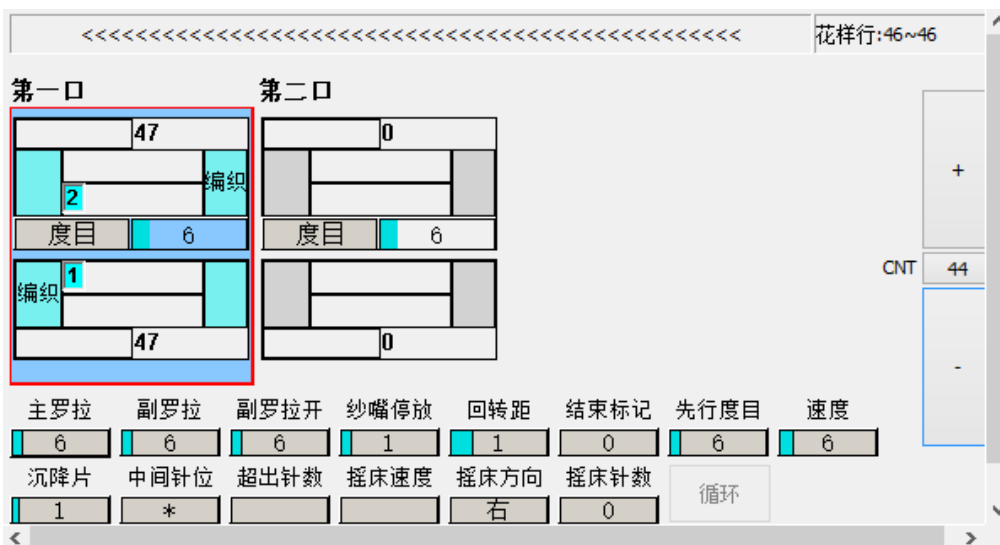 <<<<<<<<<<<<<<<<<<<<<<<<<<<<<<<<<<<<<<<<<<<<<<<<< 花样行:46~46
第一口 第二口
47 0
编织
2
+
度目 6 度目 6
CNT 44
1
编织
47 0
-
主罗拉 副罗拉 副罗拉开 纱嘴停放 回转距 结束标记 先行度目 速度
6 6 6 1 1 0 6 6
沉降片 中间针位 超出针数 摇床速度 摇床方向 摇床针数 循环
1 * 右 0